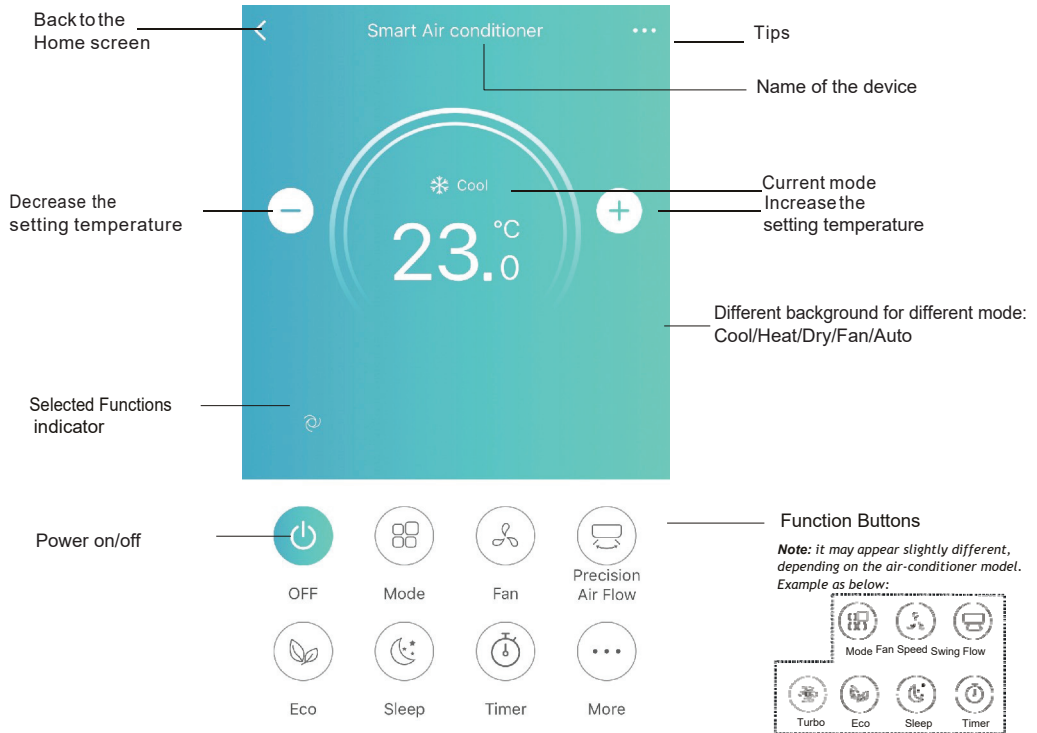 Back to the
Home screen
Smart Air conditioner
Tips
Name of the device
Cool
Current mode
Increase the
setting temperature
Decrease the
setting temperature
23.0 °C
Different background for different mode:
Cool/Heat/Dry/Fan/Auto
Selected Functions
indicator
Power on/off
Function Buttons
Note: it may appear slightly different,
depending on the air-conditioner model.
Example as below:
OFF
Mode
Fan
Precision
Air Flow
Mode Fan Speed Swing Flow
Eco
Sleep
Timer
More
Turbo
Eco
Sleep
Timer